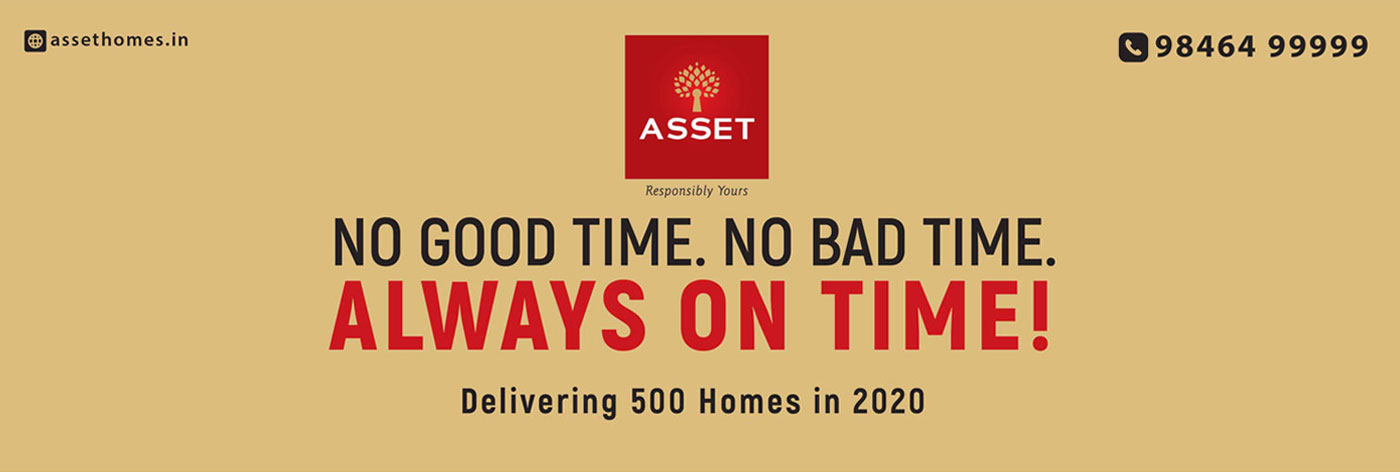 assethomes.in
98464 99999
ASSET
Responsibly Yours
NO GOOD TIME. NO BAD TIME.
ALWAYS ON TIME!
Delivering 500 Homes in 2020